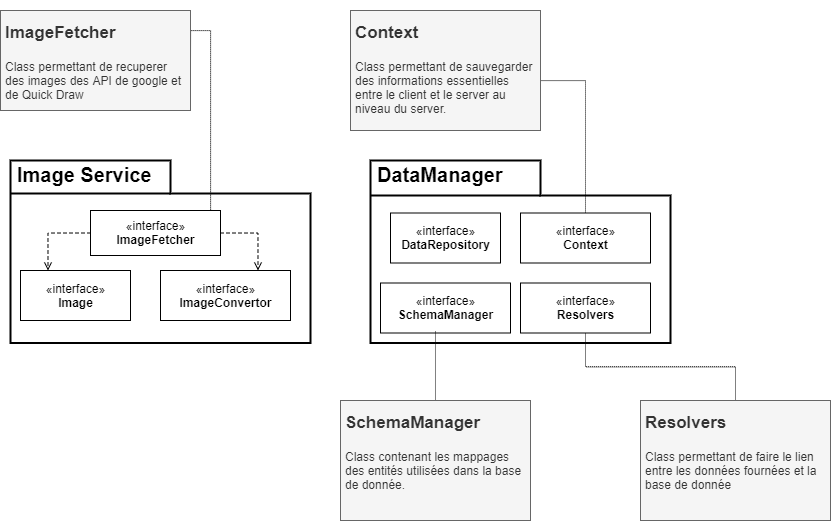 ImageFetcher
Class permettant de recuperer
des images des API de google et
de Quick Draw
Context
Class permettant de sauvegarder
des informations essentielles
entre le client et le server au
niveau du server.
Image Service
«interface»
ImageFetcher
«interface»
Image
«interface»
ImageConvertor
DataManager
«interface»
DataRepository
«interface»
Context
«interface»
SchemaManager
«interface»
Resolvers
SchemaManager
Class contenant les mappages
des entités utilisées dans la base
de donnée.
Resolvers
Class permettant de faire le lien
entre les données fournées et la
base de donnée